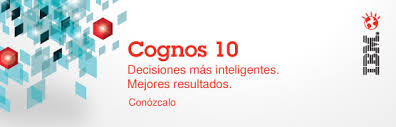 Cognos 10
Decisiones más inteligentes.
Mejores resultados.
Conózcalo
IBM.